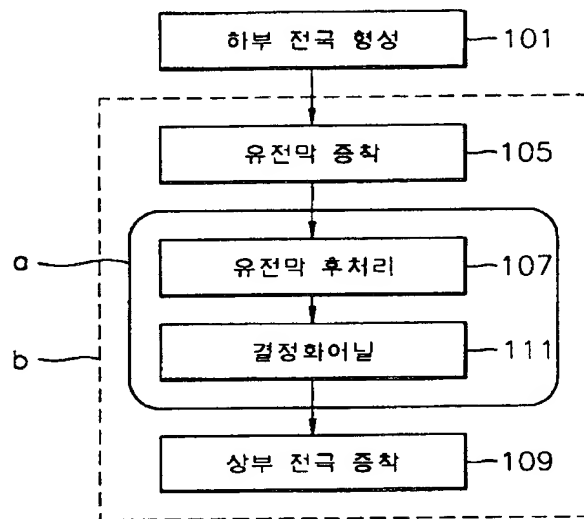 하부 전극 형성 101
유전막 증착 105
a
유전막 후처리 107
b
결정화어닐 111
상부 전극 증착 109